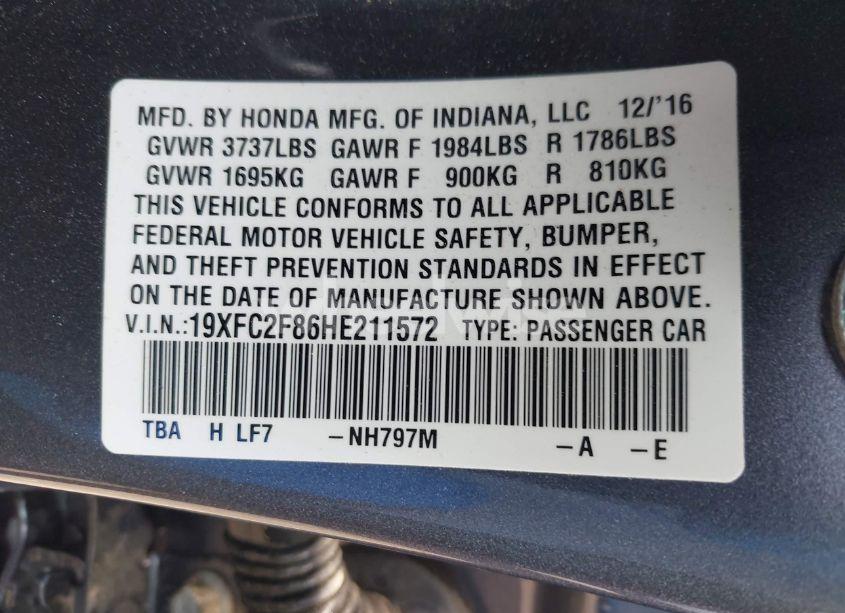 MFD. BY HONDA MFG. OF INDIANA, LLC 12/'16
GVWR 3737LBS GAWR F 1984LBS R 1786LBS
GVWR 1695KG GAWR F 900KG R 810KG
THIS VEHICLE CONFORMS TO ALL APPLICABLE
FEDERAL MOTOR VEHICLE SAFETY, BUMPER,
AND THEFT PREVENTION STANDARDS IN EFFECT
ON THE DATE OF MANUFACTURE SHOWN ABOVE.
V.I.N.:19XFC2F86HE211572 TYPE: PASSENGER CAR
TBA H LF7 -NH797M -A -E